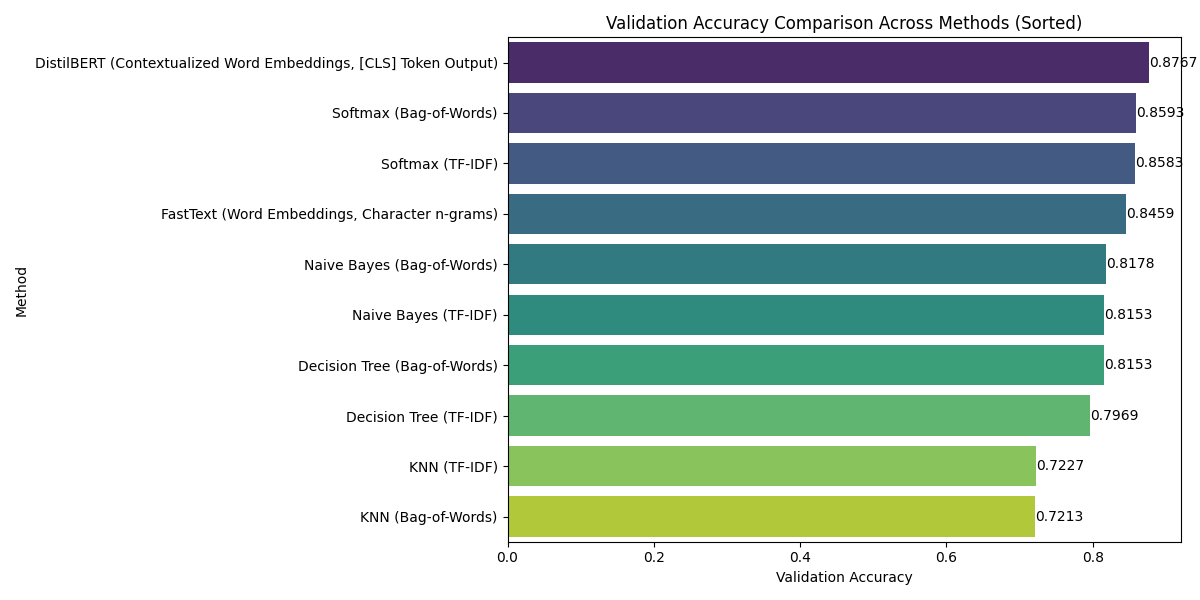 Validation Accuracy Comparison Across Methods (Sorted)
Method
DistilBERT (Contextualized Word Embeddings, [CLS] Token Output) 0.8767
Softmax (Bag-of-Words) 0.8593
Softmax (TF-IDF) 0.8583
FastText (Word Embeddings, Character n-grams) 0.8459
Naive Bayes (Bag-of-Words) 0.8178
Naive Bayes (TF-IDF) 0.8153
Decision Tree (Bag-of-Words) 0.8153
Decision Tree (TF-IDF) 0.7969
KNN (TF-IDF) 0.7227
KNN (Bag-of-Words) 0.7213
0.0 0.2 0.4 0.6 0.8
Validation Accuracy